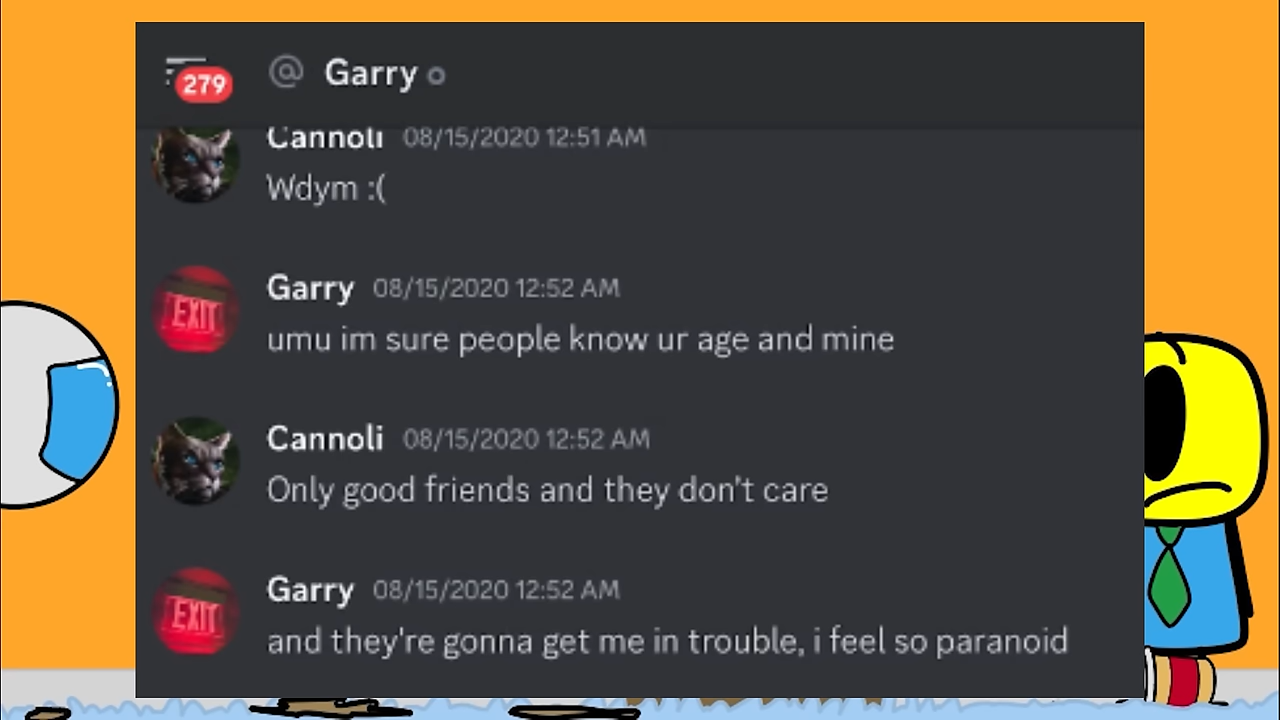 279
@ Garry
Cannoli 08/15/2020 12:51 AM
Wdym :(
EXIT
Garry 08/15/2020 12:52 AM
umu im sure people know ur age and mine
Cannoli 08/15/2020 12:52 AM
Only good friends and they don't care
EXIT
Garry 08/15/2020 12:52 AM
and they're gonna get me in trouble, i feel so paranoid